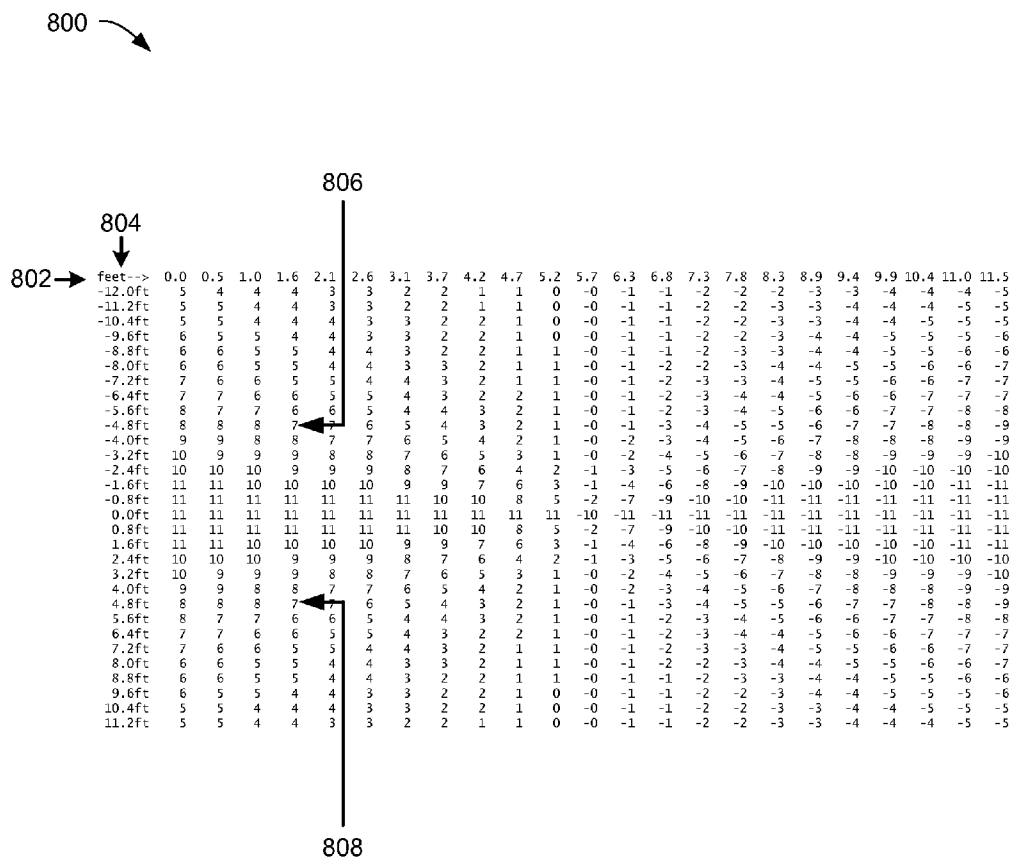 800
806
804
802
feet--> 0.0 0.5 1.0 1.6 2.1 2.6 3.1 3.7 4.2 4.7 5.2 5.7 6.3 6.8 7.3 7.8 8.3 8.9 9.4 9.9 10.4 11.0 11.5
-12.0ft 5 4 4 4 3 3 2 2 1 1 0 -0 -1 -1 -2 -2 -2 -3 -3 -4 -4 -4 -5
-11.2ft 5 5 4 4 3 3 2 2 1 1 0 -0 -1 -1 -2 -2 -3 -3 -4 -4 -4 -5 -5
-10.4ft 5 5 4 4 4 3 3 2 2 1 0 -0 -1 -1 -2 -2 -3 -3 -4 -4 -5 -5 -5
-9.6ft 6 5 5 4 4 3 3 2 2 1 0 -0 -1 -1 -2 -2 -3 -4 -4 -5 -5 -5 -6
-8.8ft 6 6 5 5 4 4 3 2 2 1 1 -0 -1 -1 -2 -3 -3 -4 -4 -5 -5 -6 -6
-8.0ft 6 6 5 5 4 4 3 3 2 1 1 -0 -1 -2 -2 -3 -4 -4 -5 -5 -6 -6 -7
-7.2ft 7 6 6 5 5 4 4 3 2 1 1 -0 -1 -2 -3 -3 -4 -5 -5 -6 -6 -7 -7
-6.4ft 7 7 6 6 5 5 4 3 2 2 1 -0 -1 -2 -3 -4 -4 -5 -6 -6 -7 -7 -7
-5.6ft 8 7 7 6 6 5 4 4 3 2 1 -0 -1 -2 -3 -4 -5 -6 -6 -7 -7 -8 -8
-4.8ft 8 8 8 7 7 6 5 4 3 2 1 -0 -1 -3 -4 -5 -5 -6 -7 -7 -8 -8 -9
-4.0ft 9 9 8 8 7 7 6 5 4 2 1 -0 -2 -3 -4 -5 -6 -7 -8 -8 -8 -9 -9
-3.2ft 10 9 9 9 8 8 7 6 5 3 1 -0 -2 -4 -5 -6 -7 -8 -8 -9 -9 -9 -10
-2.4ft 10 10 10 9 9 9 8 7 6 4 2 -1 -3 -5 -6 -7 -8 -9 -9 -10 -10 -10 -10
-1.6ft 11 11 10 10 10 10 9 9 7 6 3 -1 -4 -6 -8 -9 -10 -10 -10 -10 -10 -11 -11
-0.8ft 11 11 11 11 11 11 11 10 10 8 5 -2 -7 -9 -10 -10 -11 -11 -11 -11 -11 -11 -11
0.0ft 11 11 11 11 11 11 11 11 11 11 11 -10 -11 -11 -11 -11 -11 -11 -11 -11 -11 -11 -11
0.8ft 11 11 11 11 11 11 11 10 10 8 5 -2 -7 -9 -10 -10 -11 -11 -11 -11 -11 -11 -11
1.6ft 11 11 10 10 10 10 9 9 7 6 3 -1 -4 -6 -8 -9 -10 -10 -10 -10 -10 -11 -11
2.4ft 10 10 10 9 9 9 8 7 6 4 2 -1 -3 -5 -6 -7 -8 -9 -9 -10 -10 -10 -10
3.2ft 10 9 9 9 8 8 7 6 5 3 1 -0 -2 -4 -5 -6 -7 -8 -8 -9 -9 -9 -10
4.0ft 9 9 8 8 7 7 6 5 4 2 1 -0 -2 -3 -4 -5 -6 -7 -8 -8 -8 -9 -9
4.8ft 8 8 8 7 7 6 5 4 3 2 1 -0 -1 -3 -4 -5 -5 -6 -7 -7 -8 -8 -9
5.6ft 8 7 7 6 6 5 4 4 3 2 1 -0 -1 -2 -3 -4 -5 -6 -6 -7 -7 -8 -8
6.4ft 7 7 6 6 5 5 4 3 2 2 1 -0 -1 -2 -3 -4 -4 -5 -6 -6 -7 -7 -7
7.2ft 7 6 6 5 5 4 4 3 2 1 1 -0 -1 -2 -3 -3 -4 -5 -5 -6 -6 -7 -7
8.0ft 6 6 5 5 4 4 3 3 2 1 1 -0 -1 -2 -2 -3 -4 -4 -5 -5 -6 -6 -7
8.8ft 6 6 5 5 4 4 3 2 2 1 1 -0 -1 -1 -2 -3 -3 -4 -4 -5 -5 -6 -6
9.6ft 6 5 5 4 4 3 3 2 2 1 0 -0 -1 -1 -2 -2 -3 -4 -4 -5 -5 -5 -6
10.4ft 5 5 4 4 4 3 3 2 2 1 0 -0 -1 -1 -2 -2 -3 -3 -4 -4 -5 -5 -5
11.2ft 5 5 4 4 3 3 2 2 1 1 0 -0 -1 -1 -2 -2 -3 -3 -4 -4 -4 -5 -5
808